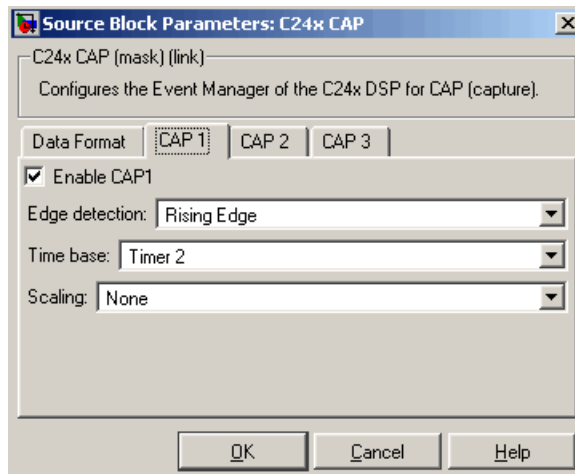 Source Block Parameters: C24x CAP
C24x CAP (mask) (link)
Configures the Event Manager of the C24x DSP for CAP (capture).
Data Format CAP 1 CAP 2 CAP 3
Enable CAP1
Edge detection: Rising Edge
Time base: Timer 2
Scaling: None
OK Cancel Help